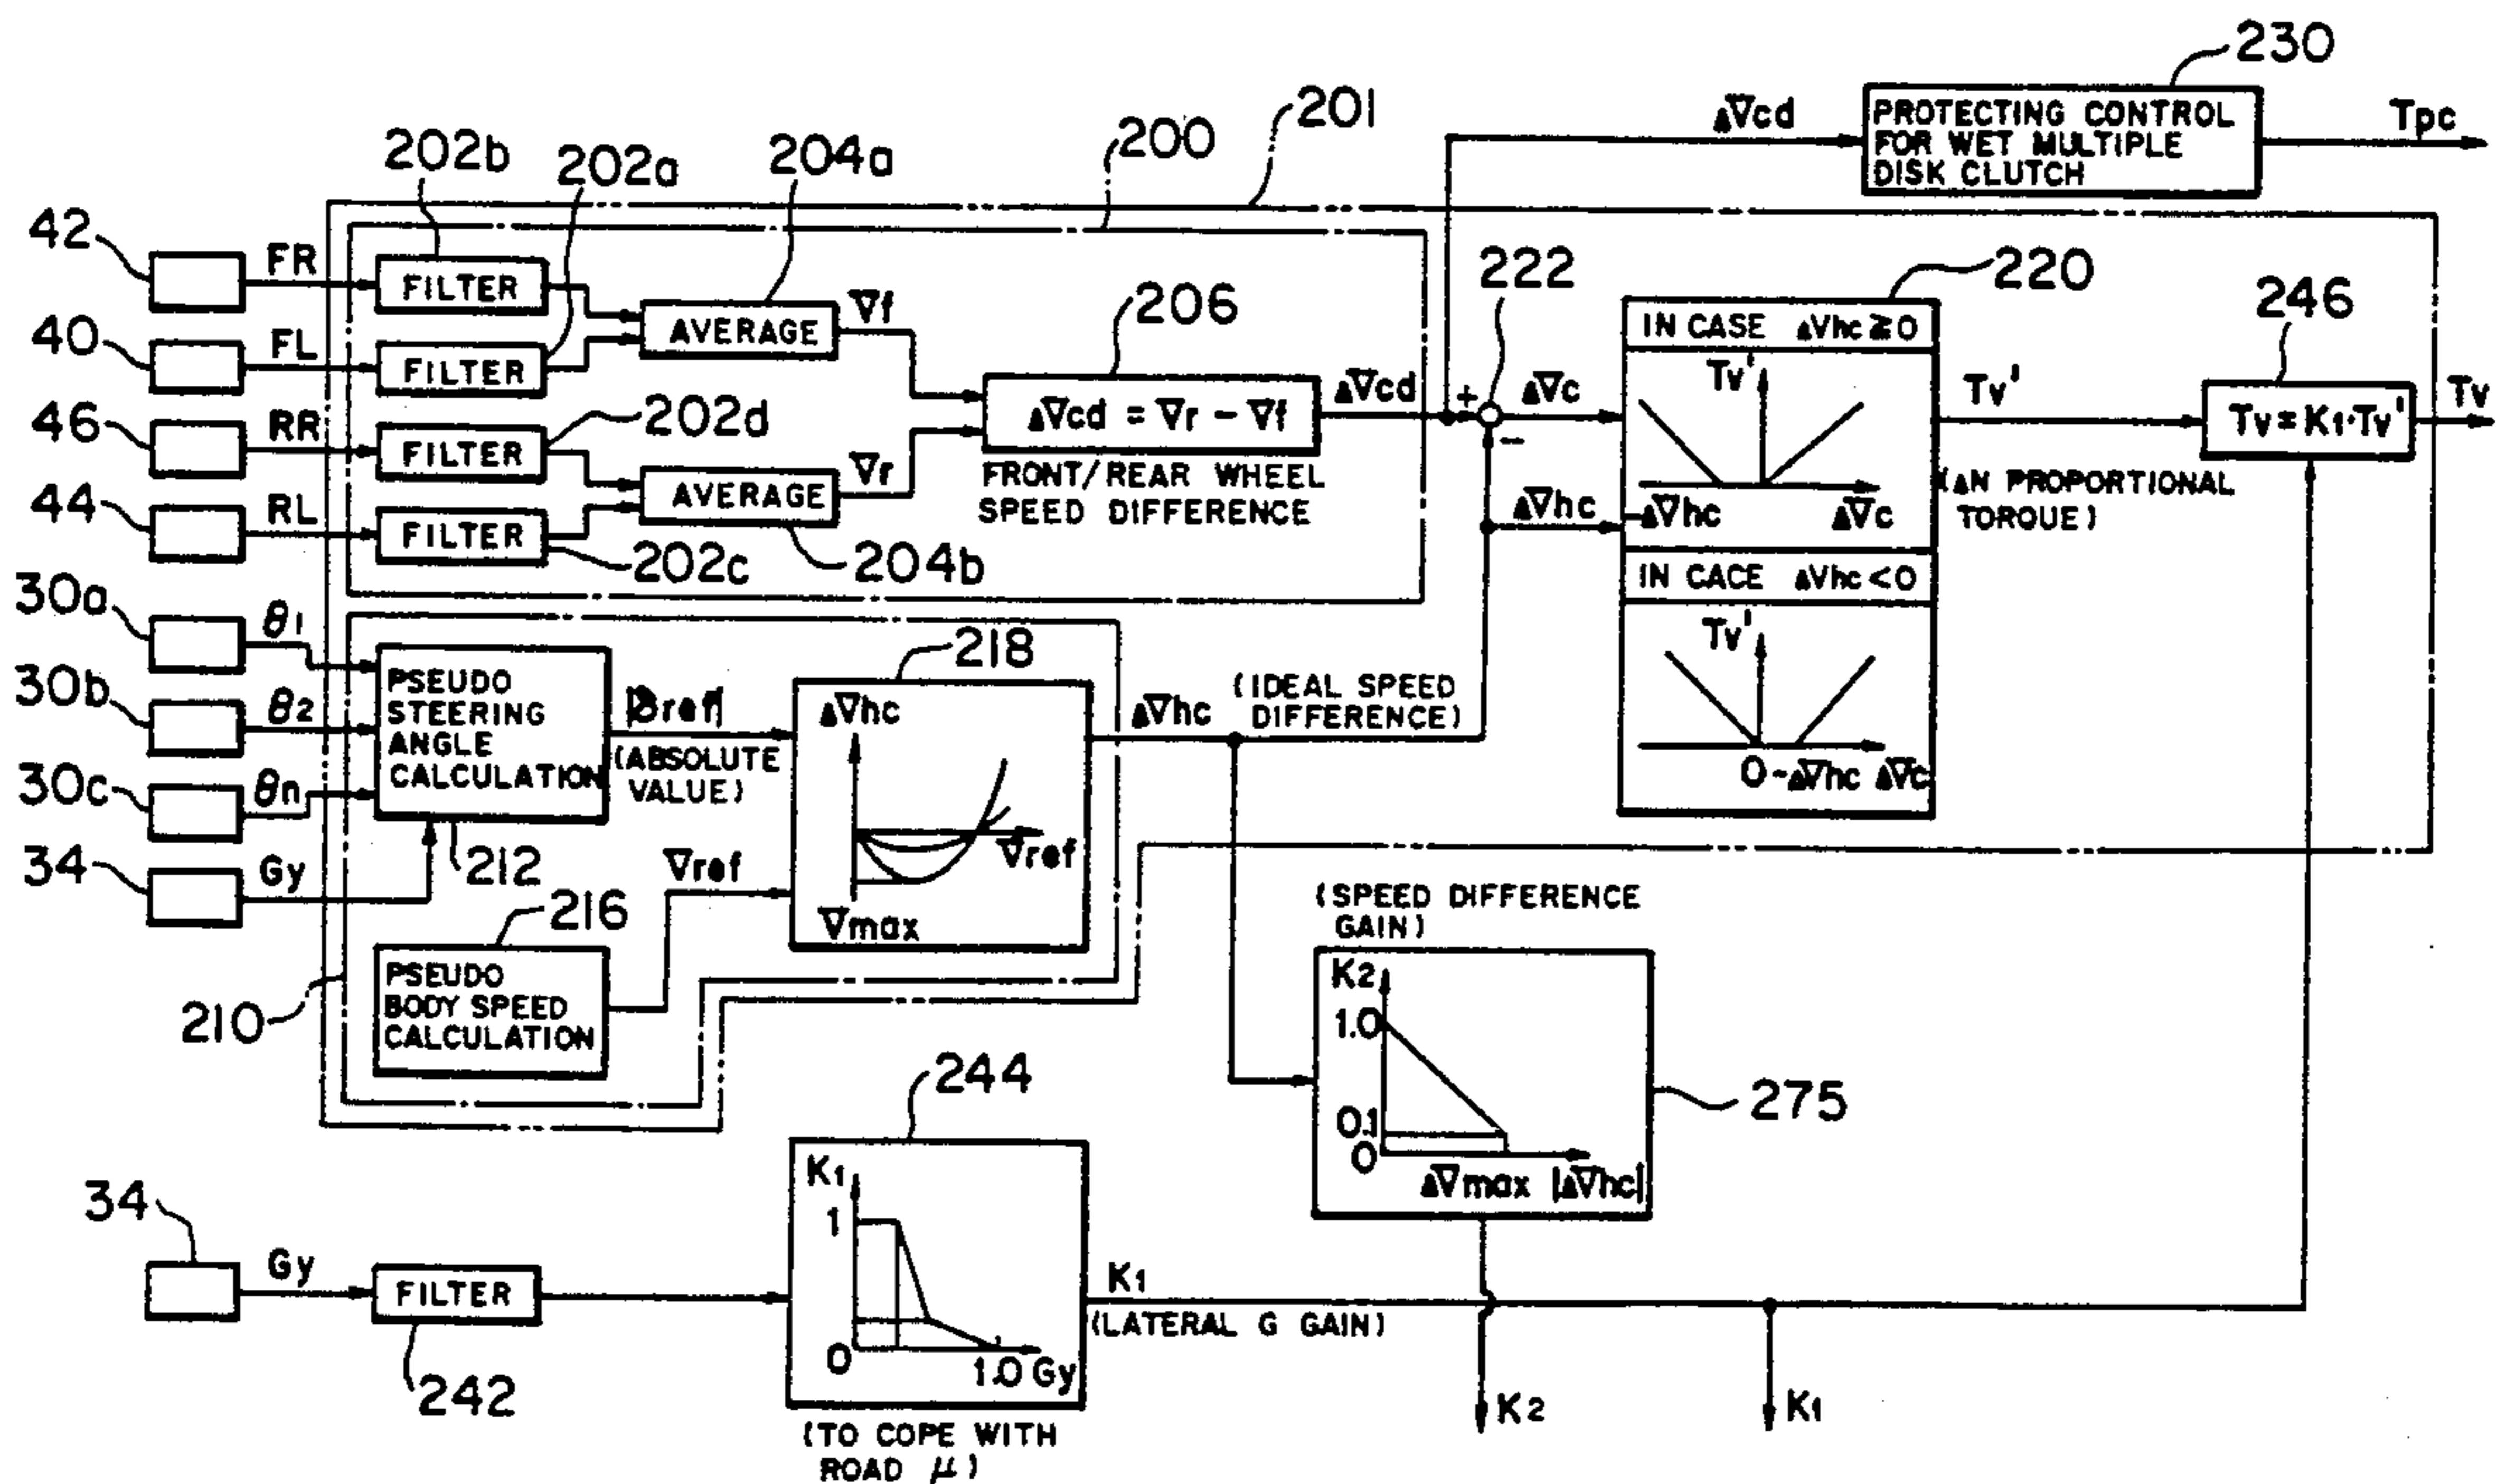 230
201
ΔVcd
PROTECTING CONTROL
FOR WET MULTIPLE
DISK CLUTCH
Tpc
200
202b
202a
204a
42
FR
FILTER
222
220
246
40
FL
FILTER
AVERAGE
Vf
206
IN CASE ΔVhc ≧ 0
Tv'
46
RR
FILTER
202d
ΔVcd = Vr - Vf
ΔVcd
+
-
ΔVc
Tv'
Tv = K1·Tv'
Tv
FRONT/REAR WHEEL
SPEED DIFFERENCE
44
RL
FILTER
202c
AVERAGE
Vr
204b
ΔVhc
-ΔVhc
ΔVc
(ΔN PROPORTIONAL
TORQUE)
IN CACE ΔVhc < 0
Tv'
0 -ΔVhc ΔVc
30a
θ1
30b
θ2
30c
θn
34
Gy
PSEUDO
STEERING
ANGLE
CALCULATION
212
(ABSOLUTE
VALUE)
218
ΔVhc
Vref
Vmax
ΔVhc
(IDEAL SPEED
DIFFERENCE)
216
Vref
PSEUDO
BODY SPEED
CALCULATION
210
(SPEED DIFFERENCE
GAIN)
K2
1.0
0.1
0
ΔVmax |ΔVhc|
275
244
34
Gy
FILTER
242
K1
1
0
1.0 Gy
K1
(LATERAL G GAIN)
(TO COPE WITH
ROAD μ)
K2
K1